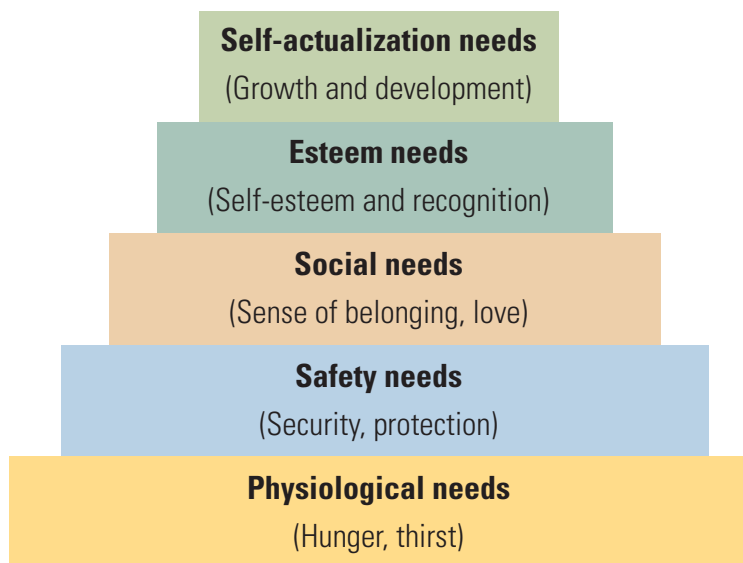 Self-actualization needs
(Growth and development)
Esteem needs
(Self-esteem and recognition)
Social needs
(Sense of belonging, love)
Safety needs
(Security, protection)
Physiological needs
(Hunger, thirst)